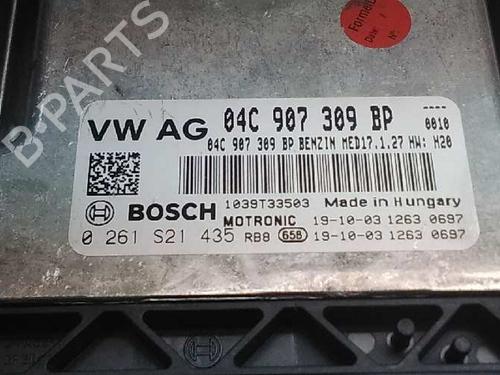 Formel
Date: /
N°:
VW AG 04C 907 309 BP ----
0010
04C 907 309 BP BENZIN MED17.1.27 HW: H20
1039T33503 Made in Hungary
BOSCH MOTRONIC 19-10-03 1263 0697
0 261 S21 435 RB8 658 19-10-03 1263 0697
B-PARTS